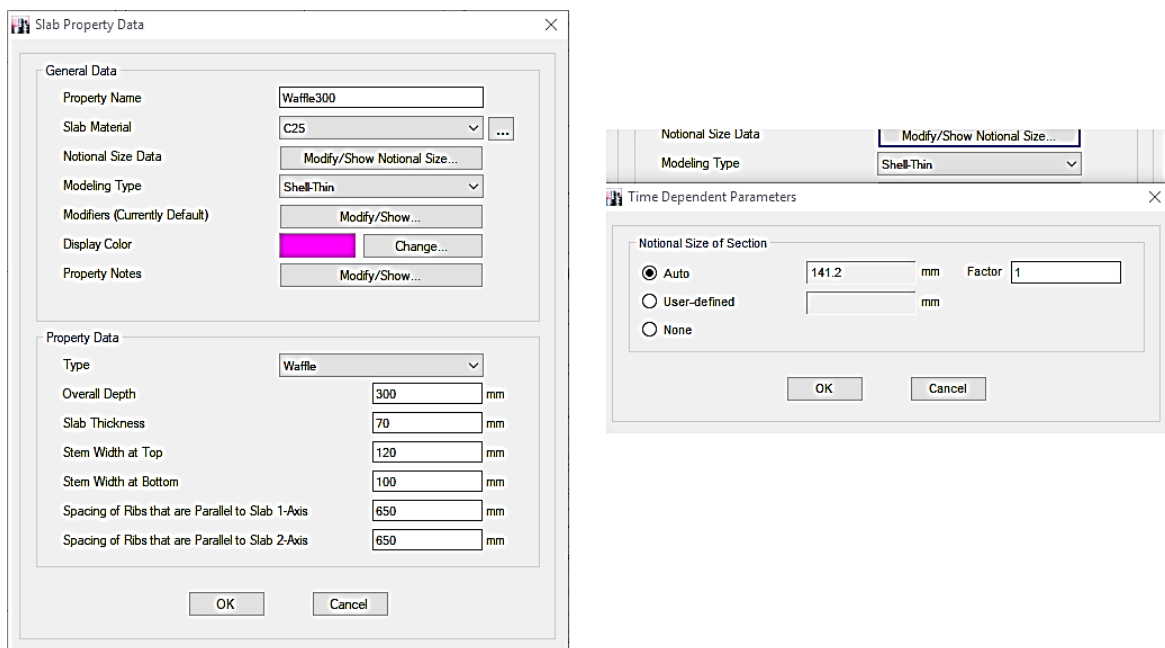 Slab Property Data
General Data
Property Name Waffle300
Slab Material C25 ...
Notional Size Data Modify/Show Notional Size...
Modeling Type Shell-Thin
Modifiers (Currently Default) Modify/Show...
Display Color Change...
Property Notes Modify/Show...
Property Data
Type Waffle
Overall Depth 300 mm
Slab Thickness 70 mm
Stem Width at Top 120 mm
Stem Width at Bottom 100 mm
Spacing of Ribs that are Parallel to Slab 1-Axis 650 mm
Spacing of Ribs that are Parallel to Slab 2-Axis 650 mm
OK Cancel
Notional Size Data Modify/Show Notional Size...
Modeling Type Shell-Thin
Time Dependent Parameters
Notional Size of Section
Auto 141.2 mm Factor 1
User-defined mm
None
OK Cancel